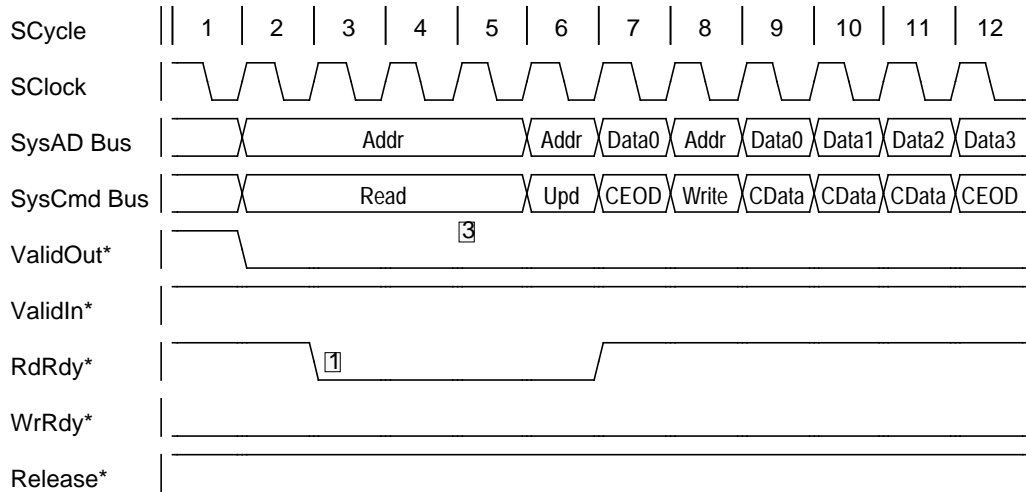 SCycle 1 2 3 4 5 6 7 8 9 10 11 12
SClock
SysAD Bus Addr Addr Data0 Addr Data0 Data1 Data2 Data3
SysCmd Bus Read Upd CEOD Write CData CData CData CEOD
3
ValidOut*
ValidIn*
RdRdy* 1
WrRdy*
Release*